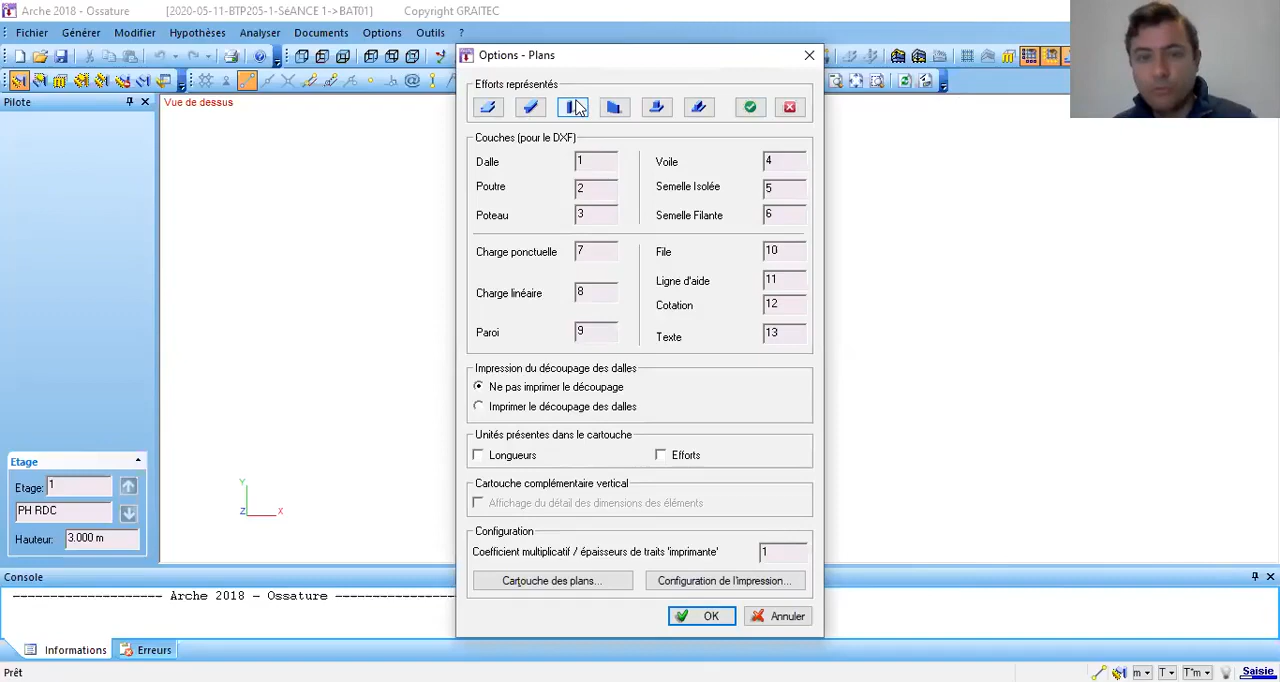 Arche 2018 - Ossature [2020-05-11-BTP205-1-SéANCE 1->BAT01] Copyright GRAITEC
Fichier Générer Modifier Hypothèses Analyser Documents Options Outils ?
Pilote
Vue de dessus
Options - Plans
Efforts représentés
Couches (pour le DXF)
Dalle 1 Voile 4
Poutre 2 Semelle Isolée 5
Poteau 3 Semelle Filante 6
Charge ponctuelle 7 File 10
Ligne d'aide 11
Charge linéaire 8
Cotation 12
Paroi 9 Texte 13
Impression du découpage des dalles
Ne pas imprimer le découpage
Imprimer le découpage des dalles
Unités présentes dans le cartouche
Longueurs Efforts
Cartouche complémentaire vertical
Affichage du détail des dimensions des éléments
Configuration
Coefficient multiplicatif / épaisseurs de traits 'imprimante' 1
Cartouche des plans... Configuration de l'impression...
OK Annuler
Etage
Etage: 1
PH RDC
Hauteur: 3.000 m
Y
Z X
Console
--------------------- Arche 2018 - Ossature ---------------------
Informations Erreurs
Prêt m T T*m Saisie